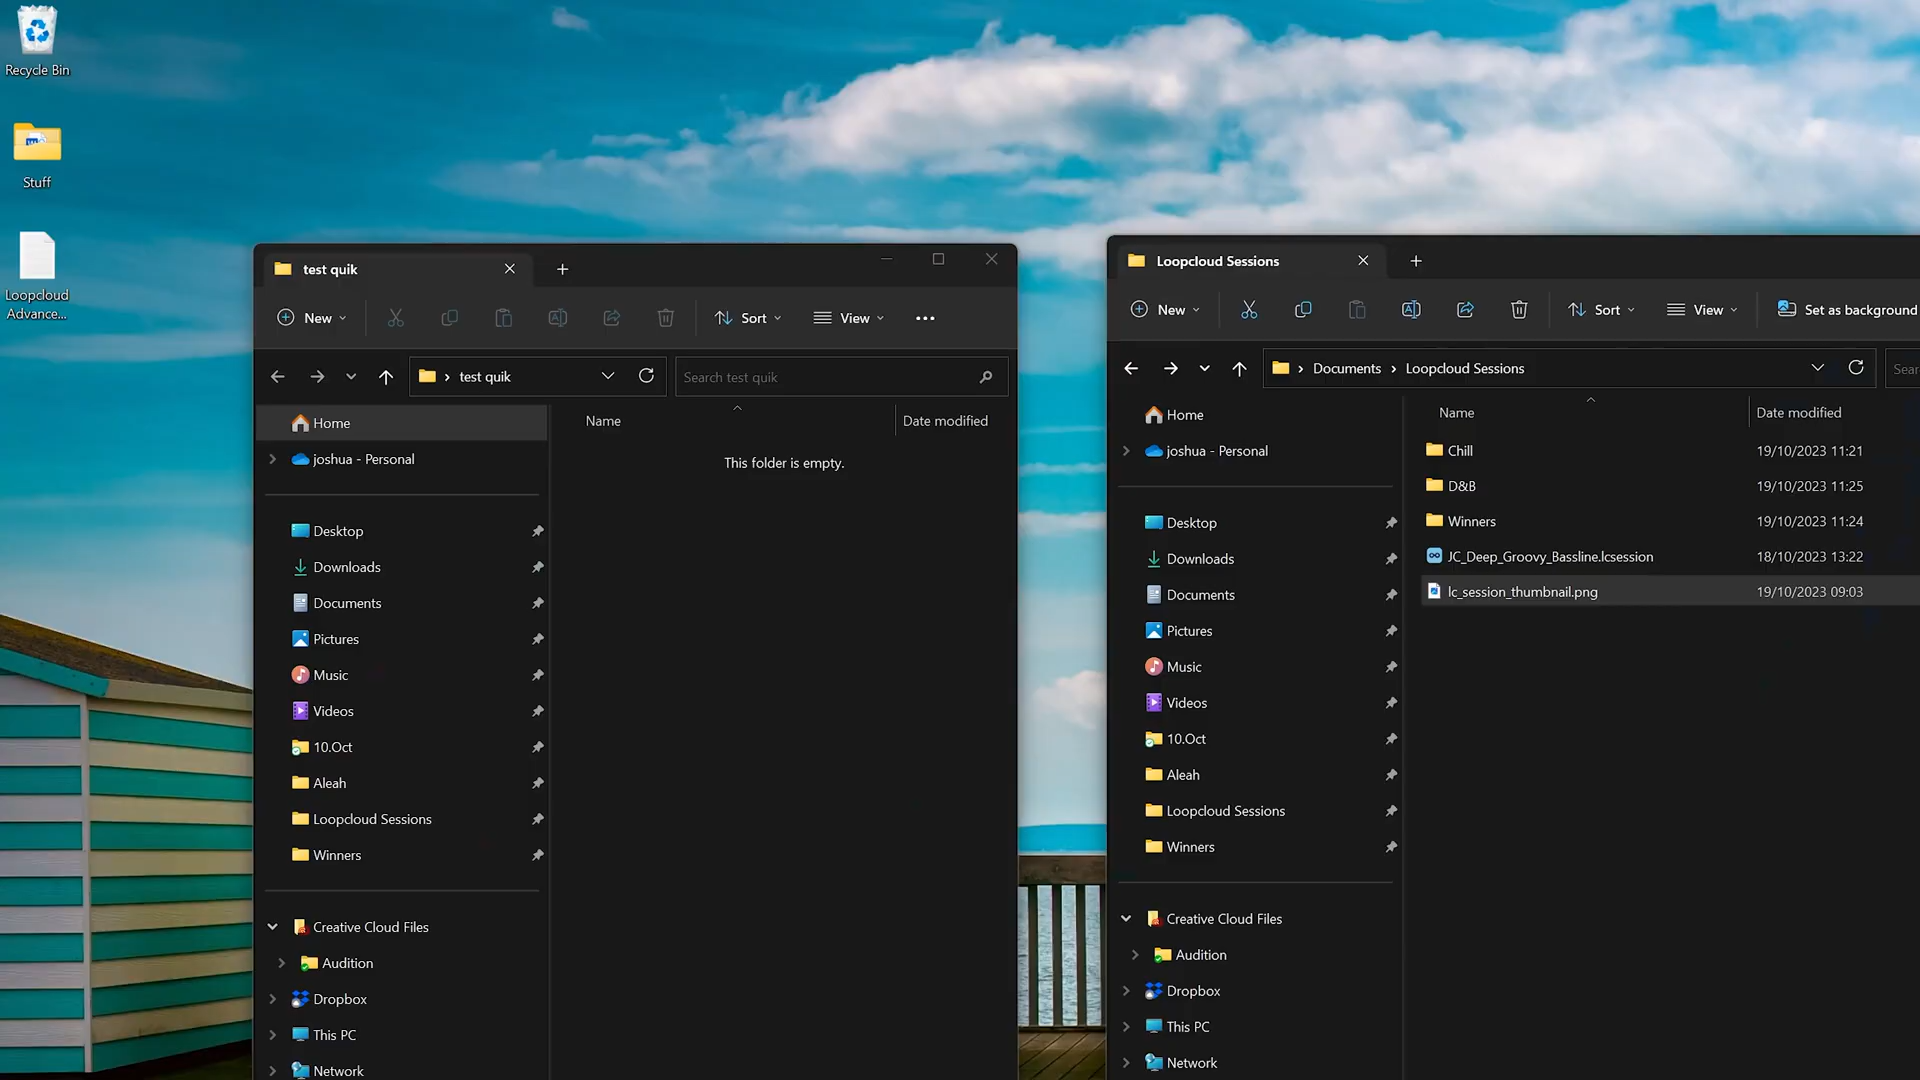 Recycle Bin
Stuff
Loopcloud
Advance...
test quik
New
Sort
View
test quik
Search test quik
Home
joshua - Personal
Desktop
Downloads
Documents
Pictures
Music
Videos
10.Oct
Aleah
Loopcloud Sessions
Winners
Creative Cloud Files
Audition
Dropbox
This PC
Network
Name
Date modified
This folder is empty.
Loopcloud Sessions
New
Sort
View
Set as background
Documents
Loopcloud Sessions
Sear
Home
joshua - Personal
Desktop
Downloads
Documents
Pictures
Music
Videos
10.Oct
Aleah
Loopcloud Sessions
Winners
Creative Cloud Files
Audition
Dropbox
This PC
Network
Name
Date modified
Chill
19/10/2023 11:21
D&B
19/10/2023 11:25
Winners
19/10/2023 11:24
JC_Deep_Groovy_Bassline.lcsession
18/10/2023 13:22
lc_session_thumbnail.png
19/10/2023 09:03